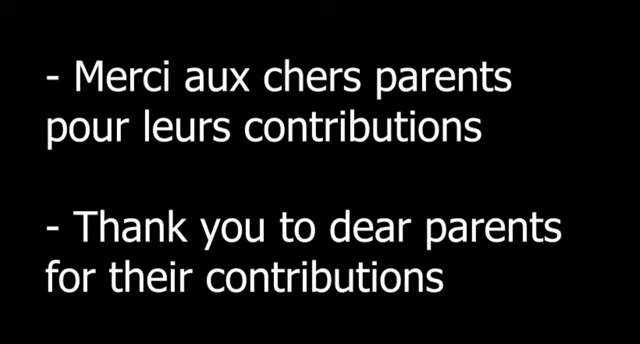 - Merci aux chers parents
pour leurs contributions
- Thank you to dear parents
for their contributions